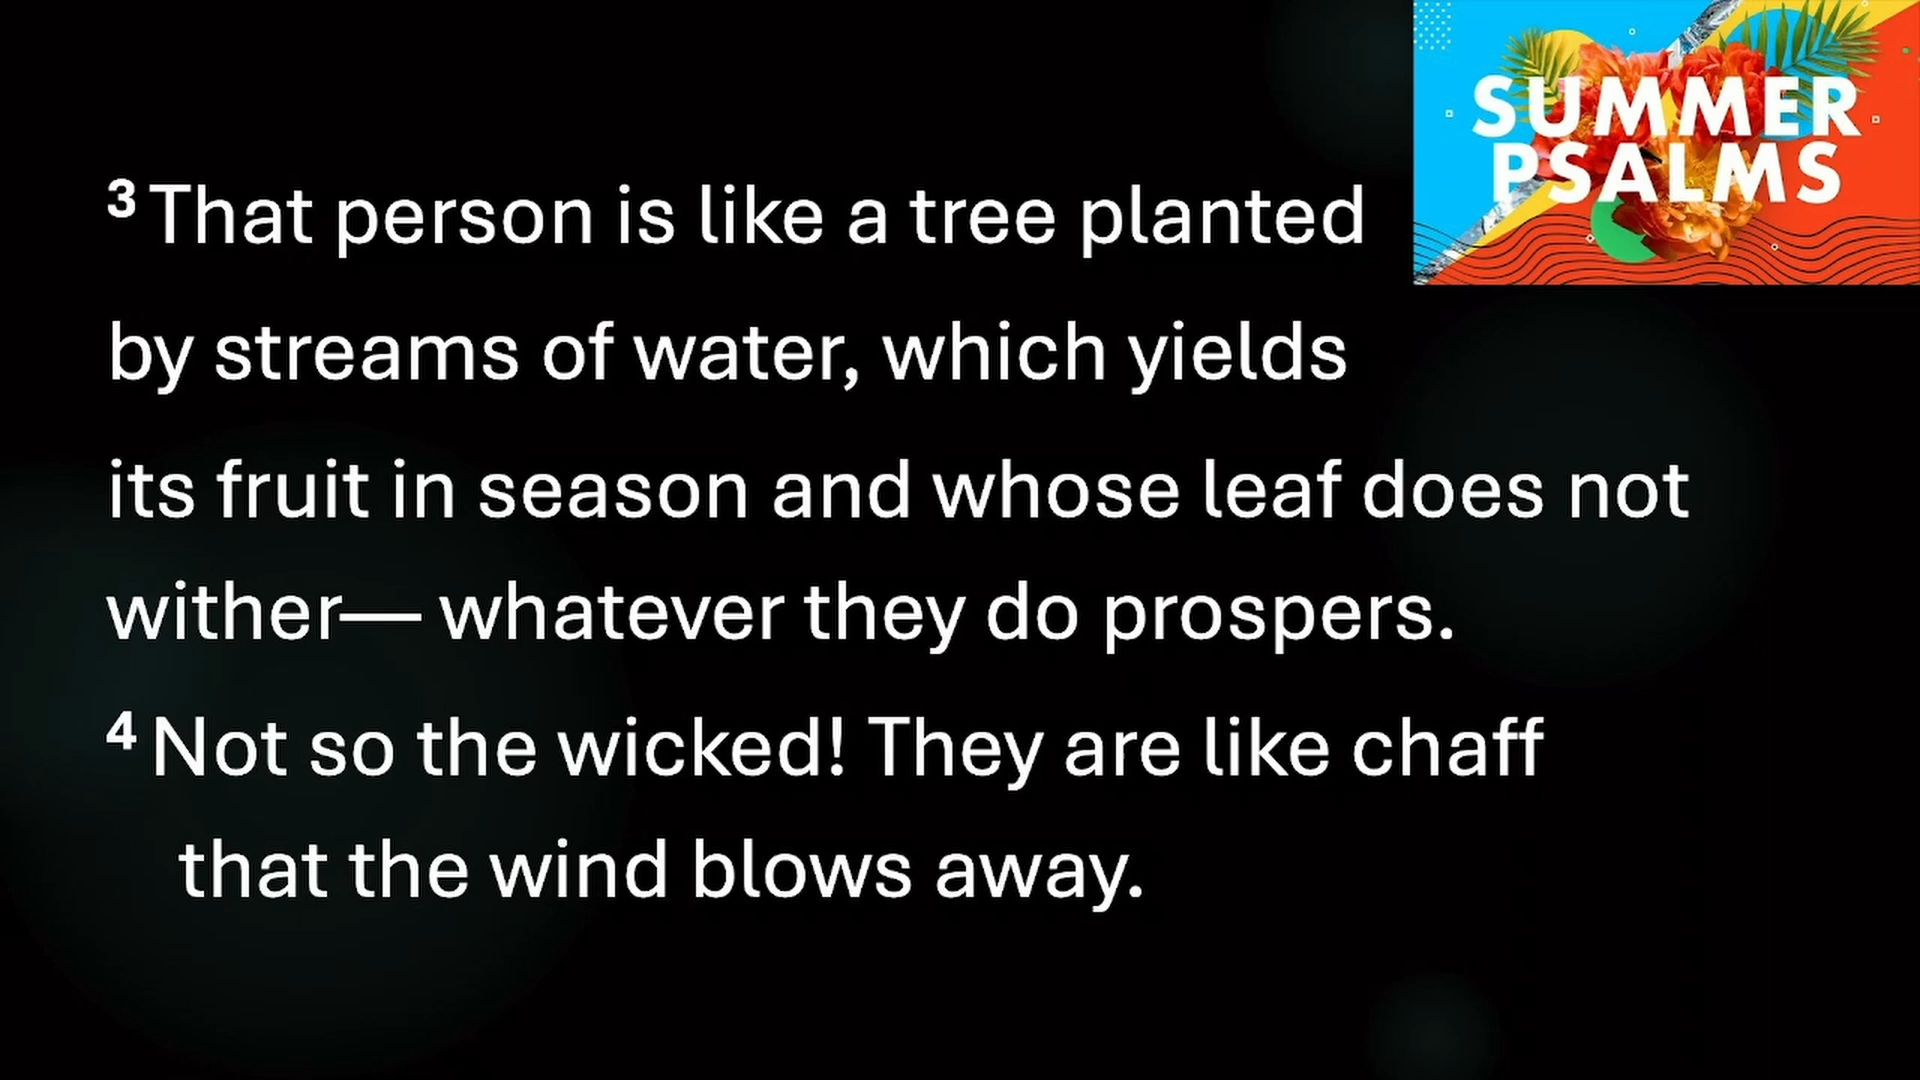 SUMMER
PSALMS
3 That person is like a tree planted
by streams of water, which yields
its fruit in season and whose leaf does not
wither— whatever they do prospers.
4 Not so the wicked! They are like chaff
that the wind blows away.